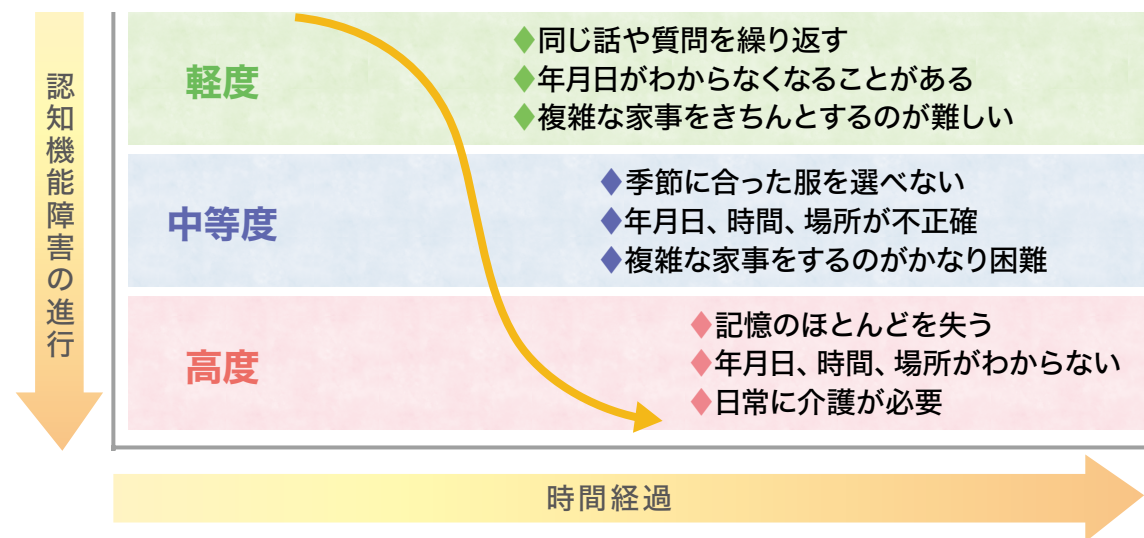 認知機能障害の進行
軽度
♦同じ話や質問を繰り返す
♦年月日がわからなくなることがある
♦複雑な家事をきちんとするのが難しい
中等度
♦季節に合った服を選べない
♦年月日、時間、場所が不正確
♦複雑な家事をするのがかなり困難
高度
♦記憶のほとんどを失う
♦年月日、時間、場所がわからない
♦日常に介護が必要
時間経過